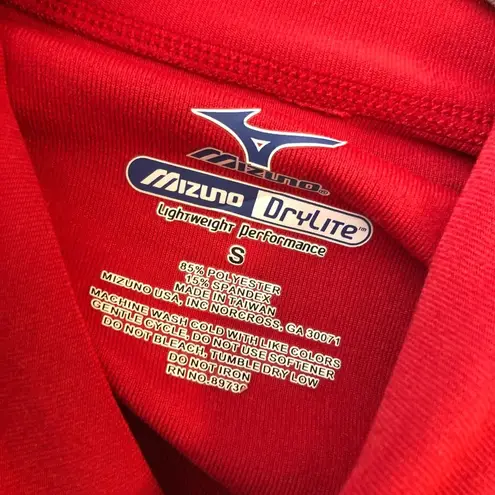 Mizuno
Mizuno DryLite™
Lightweight Performance
S
85% POLYESTER
15% SPANDEX
MADE IN TAIWAN
MIZUNO USA, INC NORCROSS, GA 30071
MACHINE WASH COLD WITH LIKE COLORS
GENTLE CYCLE, DO NOT USE SOFTENER
DO NOT BLEACH, TUMBLE DRY LOW
DO NOT IRON
RN NO.89736